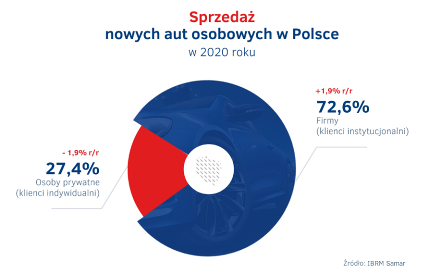 Sprzedaż
nowych aut osobowych w Polsce
w 2020 roku
+1,9% r/r
72,6%
Firmy
(klienci instytucjonalni)
- 1,9% r/r
27,4%
Osoby prywatne
(klienci indywidualni)
Źródło: IBRM Samar